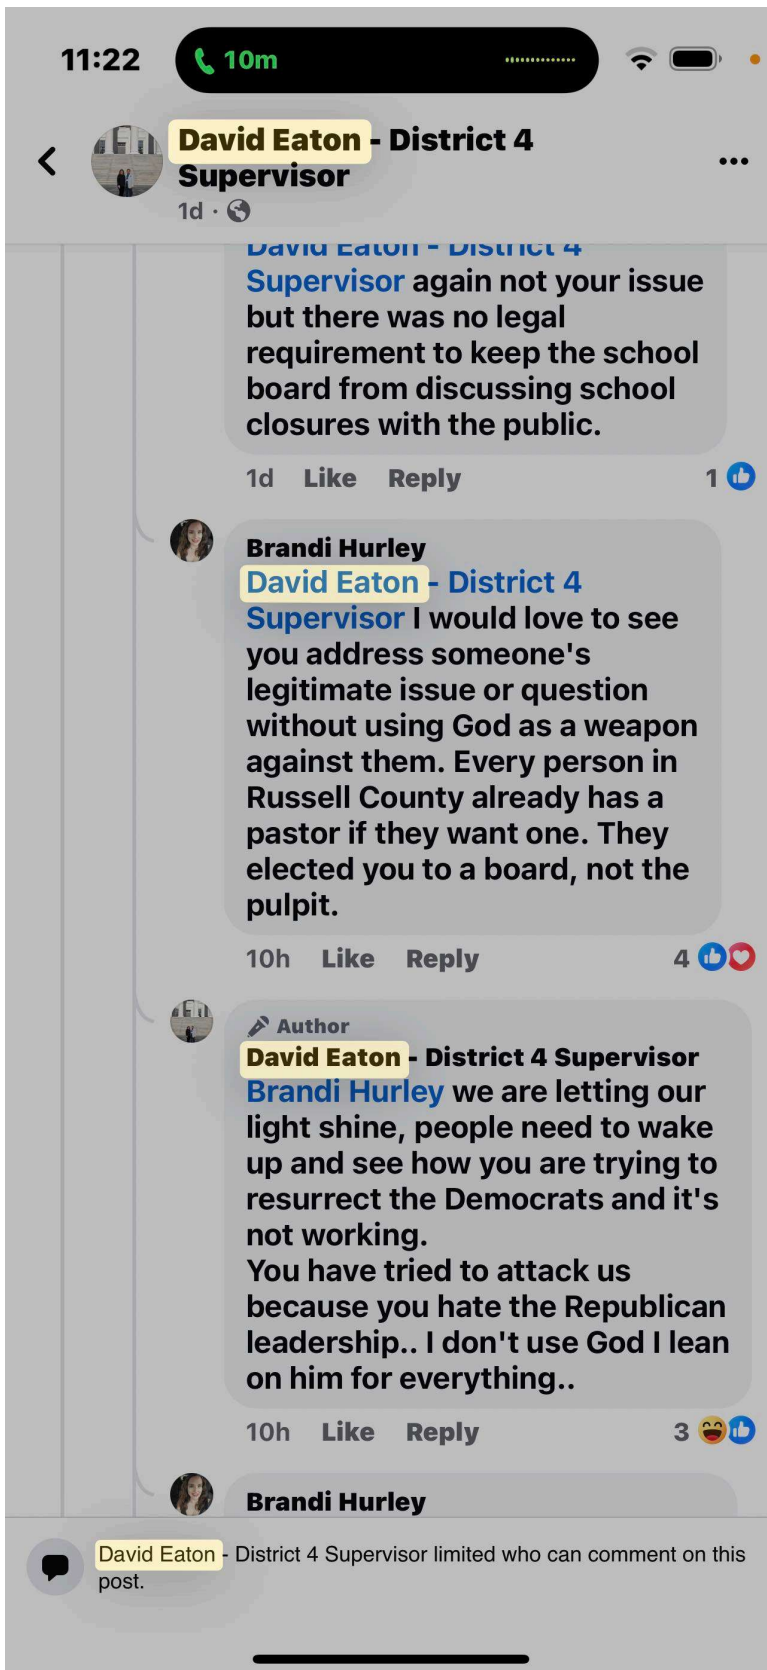 11:22
10m
David Eaton - District 4
Supervisor
1d ·
David Eaton - District 4
Supervisor again not your issue
but there was no legal
requirement to keep the school
board from discussing school
closures with the public.
1d Like Reply 1
Brandi Hurley
David Eaton - District 4
Supervisor I would love to see
you address someone's
legitimate issue or question
without using God as a weapon
against them. Every person in
Russell County already has a
pastor if they want one. They
elected you to a board, not the
pulpit.
10h Like Reply 4
Author
David Eaton - District 4 Supervisor
Brandi Hurley we are letting our
light shine, people need to wake
up and see how you are trying to
resurrect the Democrats and it's
not working.
You have tried to attack us
because you hate the Republican
leadership.. I don't use God I lean
on him for everything..
10h Like Reply 3
Brandi Hurley
David Eaton - District 4 Supervisor limited who can comment on this
post.